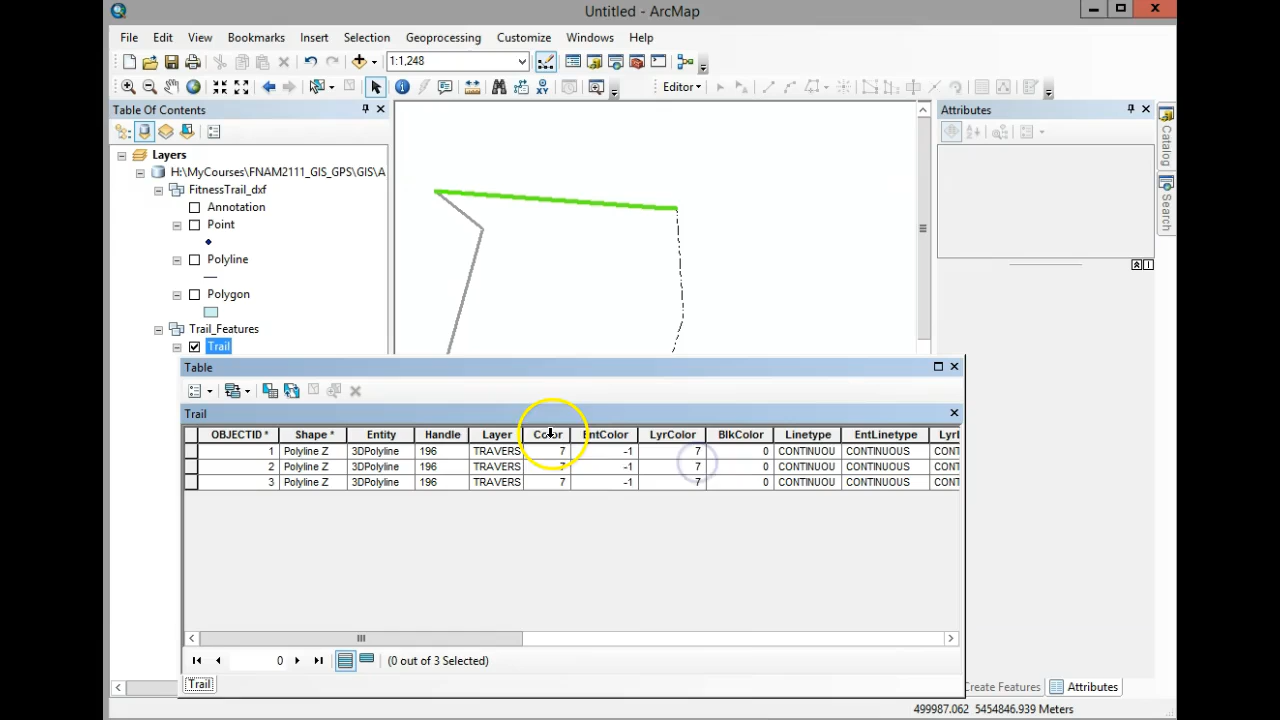 Untitled - ArcMap
File Edit View Bookmarks Insert Selection Geoprocessing Customize Windows Help
1:1,248
Editor
Table Of Contents
Attributes
Layers
H:\MyCourses\FNAM2111_GIS_GPS\GIS\A
FitnessTrail_dxf
Annotation
Point
Polyline
Polygon
Trail_Features
Trail
Catalog
Search
Table
Trail
OBJECTID * Shape * Entity Handle Layer Color EntColor LyrColor BlkColor Linetype EntLinetype LyrL
1 Polyline Z 3DPolyline 196 TRAVERS 7 -1 7 0 CONTINUOU CONTINUOUS CONT
2 Polyline Z 3DPolyline 196 TRAVERS 7 -1 7 0 CONTINUOU CONTINUOUS CONT
3 Polyline Z 3DPolyline 196 TRAVERS 7 -1 7 0 CONTINUOU CONTINUOUS CONT
0 (0 out of 3 Selected)
Trail
Create Features Attributes
499987.062 5454846.939 Meters